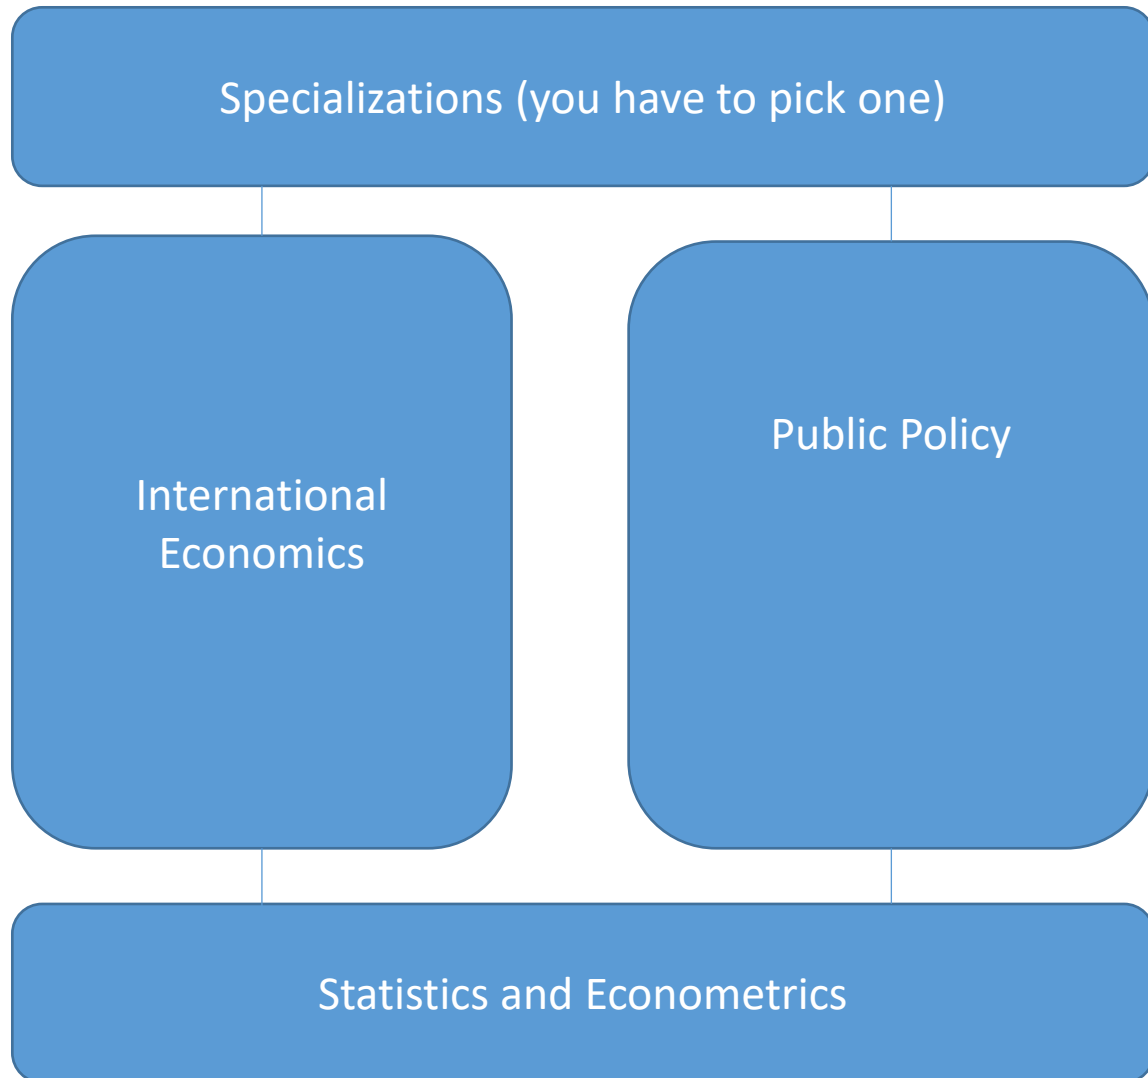 Specializations (you have to pick one)
International
Economics
Public Policy
Statistics and Econometrics